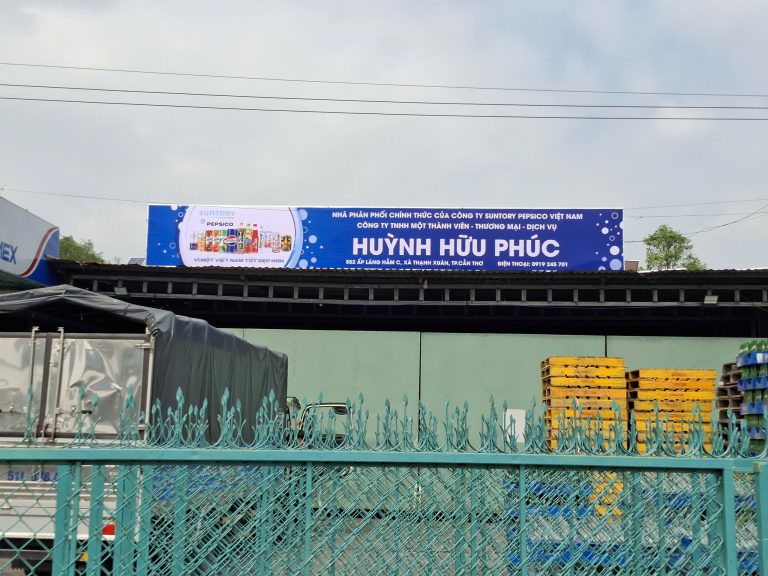 NHÀ PHÂN PHỐI CHÍNH THỨC CỦA CÔNG TY SUNTORY PEPSICO VIỆT NAM
CÔNG TY TNHH MỘT THÀNH VIÊN - THƯƠNG MẠI - DỊCH VỤ
HUỲNH HỮU PHÚC
552 ẤP LÁNG HẦM C, XÃ THẠNH XUÂN, TP.CẦN THƠ ĐIỆN THOẠI: 0919 245 701
SUNTORY
PEPSICO
VÌ MỘT VIỆT NAM TỐT ĐẸP HƠN
MEX